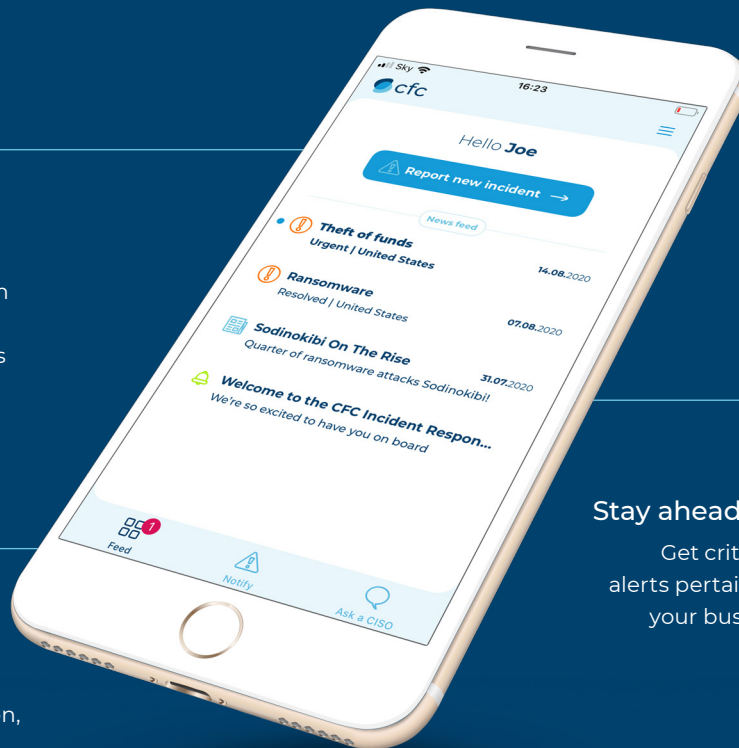 Sky
16:23
cfc
Hello Joe
Report new incident →
News feed
Theft of funds
Urgent | United States
14.08.2020
Ransomware
Resolved | United States
07.08.2020
Sodinokibi On The Rise
Quarter of ransomware attacks Sodinokibi!
31.07.2020
Welcome to the CFC Incident Respon...
We're so excited to have you on board
1
Feed
Notify
Ask a CISO
Stay ahead
Get crit
alerts pertai
your bus
n
s
on,